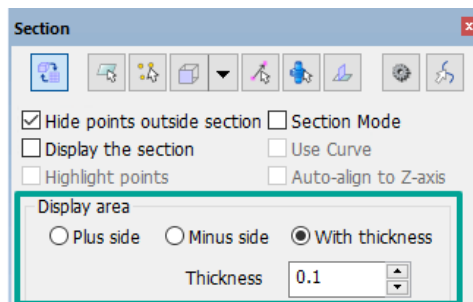 Section
Hide points outside section Section Mode
Display the section Use Curve
Highlight points Auto-align to Z-axis
Display area
Plus side Minus side With thickness
Thickness 0.1